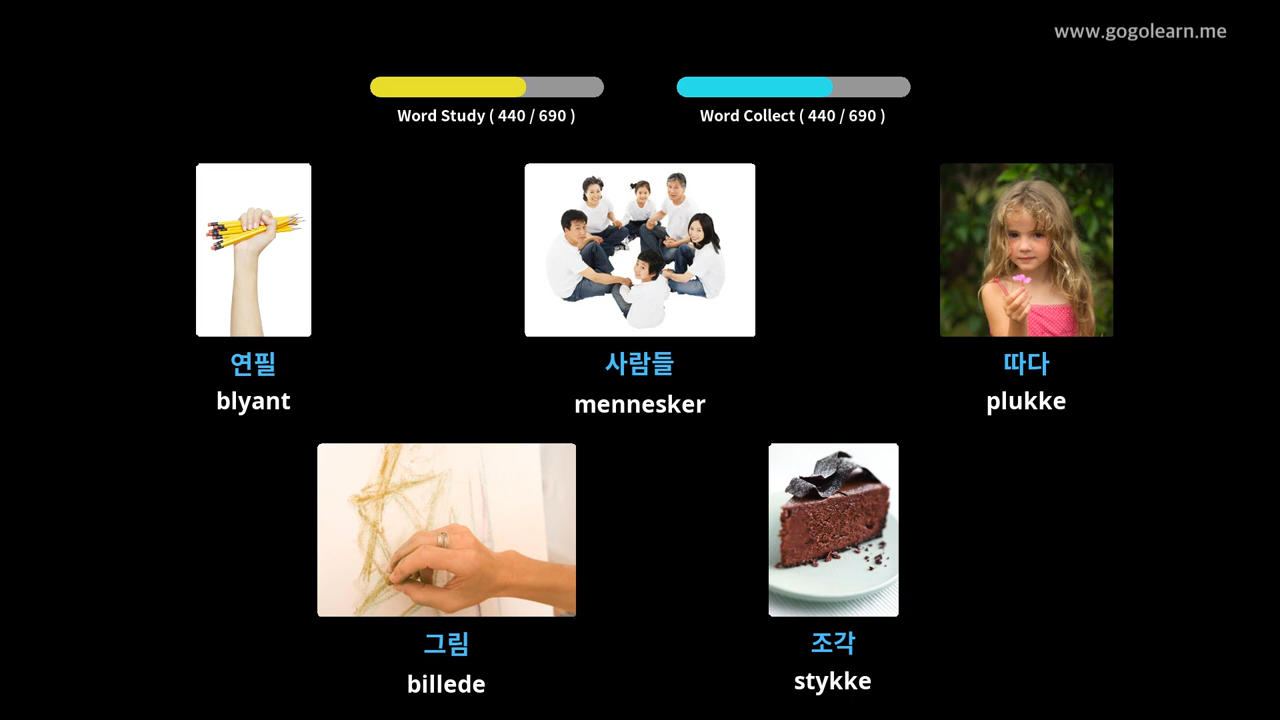 www.gogolearn.me
Word Study ( 440 / 690 )
Word Collect ( 440 / 690 )
연필
blyant
사람들
mennesker
따다
plukke
그림
billede
조각
stykke